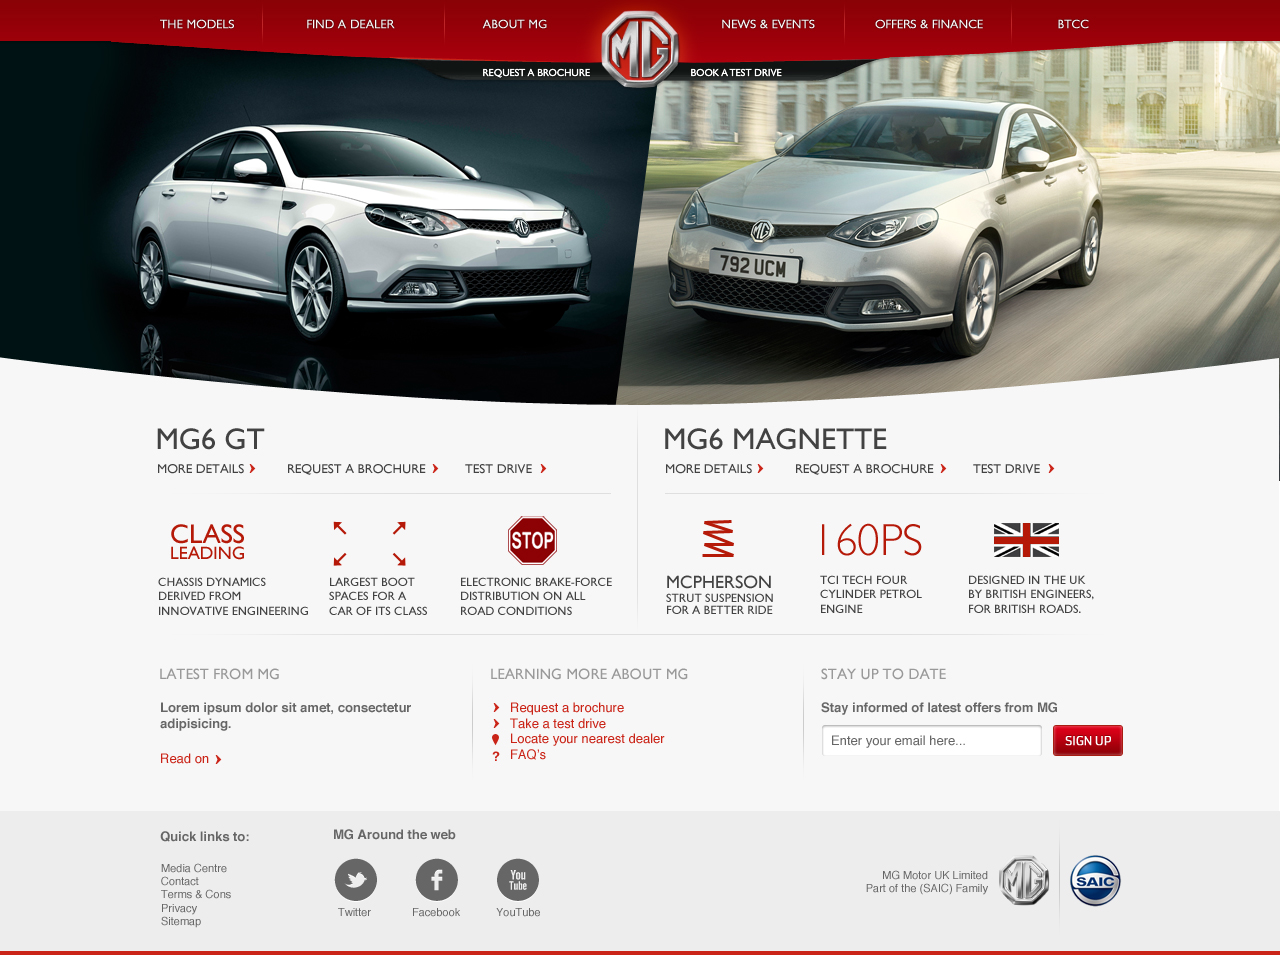 THE MODELS
FIND A DEALER
ABOUT MG
MG
NEWS & EVENTS
OFFERS & FINANCE
BTCC
REQUEST A BROCHURE
BOOK A TEST DRIVE
MG
MG
792 UCM
MG6 GT
MORE DETAILS
REQUEST A BROCHURE
TEST DRIVE
MG6 MAGNETTE
MORE DETAILS
REQUEST A BROCHURE
TEST DRIVE
CLASS
LEADING
CHASSIS DYNAMICS
DERIVED FROM
INNOVATIVE ENGINEERING
LARGEST BOOT
SPACES FOR A
CAR OF ITS CLASS
STOP
ELECTRONIC BRAKE-FORCE
DISTRIBUTION ON ALL
ROAD CONDITIONS
MCPHERSON
STRUT SUSPENSION
FOR A BETTER RIDE
160PS
TCI TECH FOUR
CYLINDER PETROL
ENGINE
DESIGNED IN THE UK
BY BRITISH ENGINEERS,
FOR BRITISH ROADS.
LATEST FROM MG
Lorem ipsum dolor sit amet, consectetur
adipisicing.
Read on
LEARNING MORE ABOUT MG
Request a brochure
Take a test drive
Locate your nearest dealer
? FAQ's
STAY UP TO DATE
Stay informed of latest offers from MG
Enter your email here...
SIGN UP
Quick links to:
Media Centre
Contact
Terms & Cons
Privacy
Sitemap
MG Around the web
f
You
Tube
Twitter
Facebook
YouTube
MG Motor UK Limited
Part of the (SAIC) Family
MG
SAIC